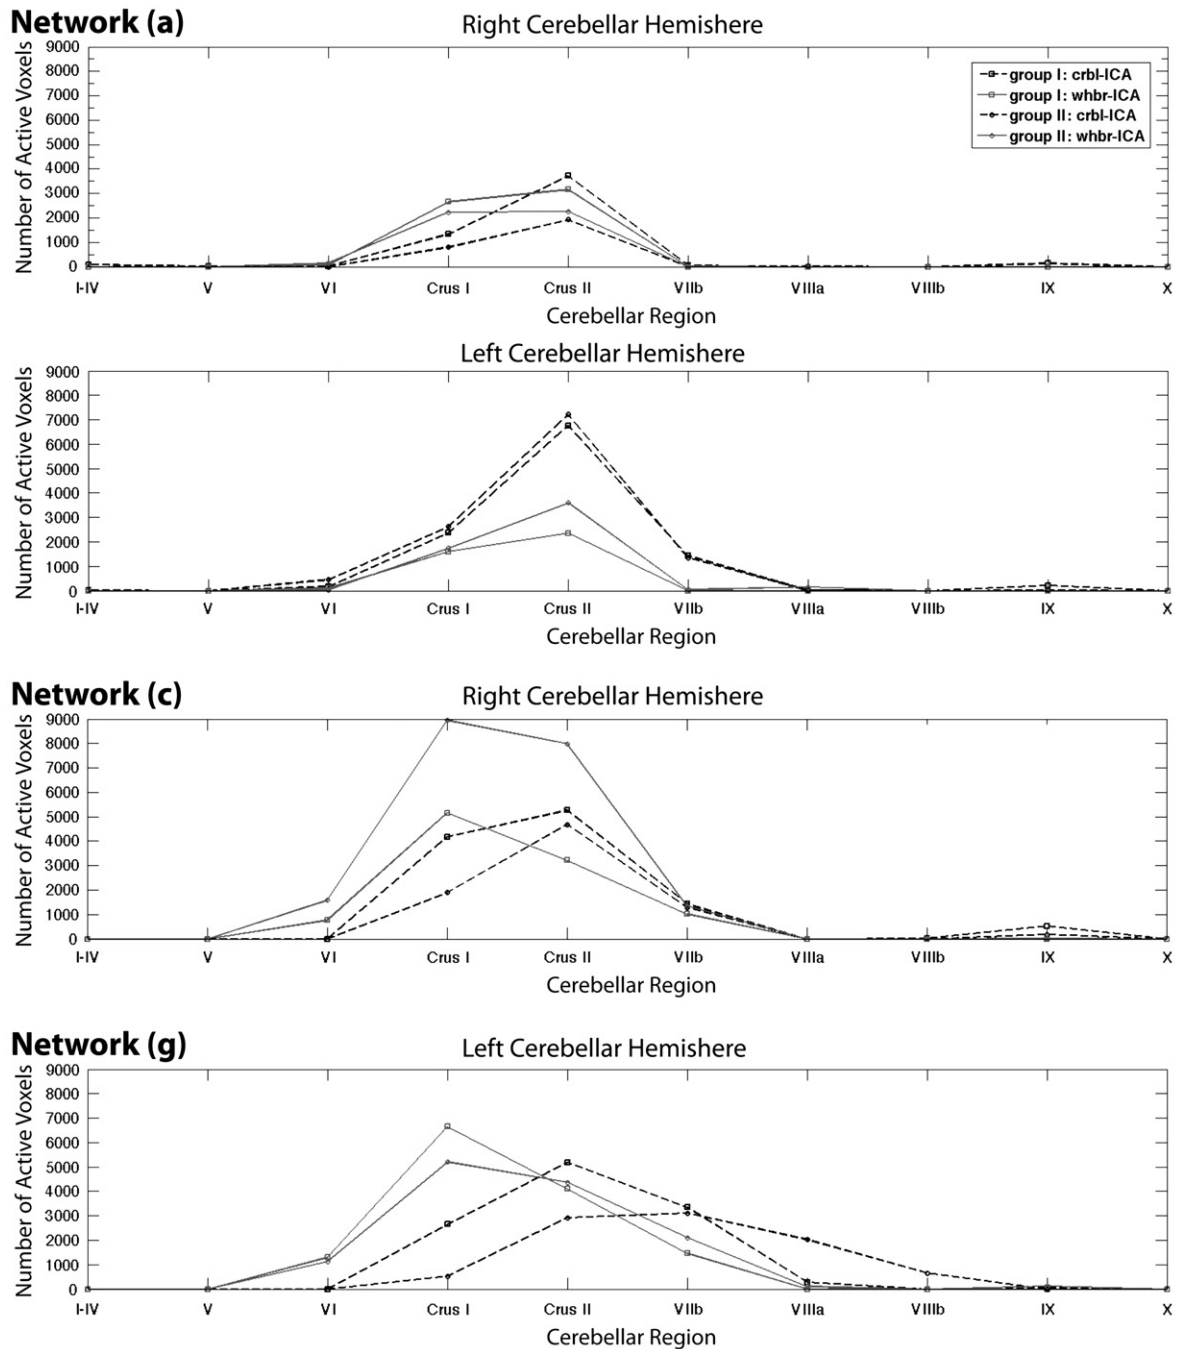 Network (a)
Right Cerebellar Hemishere
Number of Active Voxels
9000
8000
7000
6000
5000
4000
3000
2000
1000
0
group I: crbl-ICA
group I: whbr-ICA
group II: crbl-ICA
group II: whbr-ICA
I-IV V VI Crus I Crus II VIIb VIIIa VIIIb IX X
Cerebellar Region
Left Cerebellar Hemishere
Number of Active Voxels
9000
8000
7000
6000
5000
4000
3000
2000
1000
0
I-IV V VI Crus I Crus II VIIb VIIIa VIIIb IX X
Cerebellar Region
Network (c)
Right Cerebellar Hemishere
Number of Active Voxels
9000
8000
7000
6000
5000
4000
3000
2000
1000
0
I-IV V VI Crus I Crus II VIIb VIIIa VIIIb IX X
Cerebellar Region
Network (g)
Left Cerebellar Hemishere
Number of Active Voxels
9000
8000
7000
6000
5000
4000
3000
2000
1000
0
I-IV V VI Crus I Crus II VIIb VIIIa VIIIb IX X
Cerebellar Region